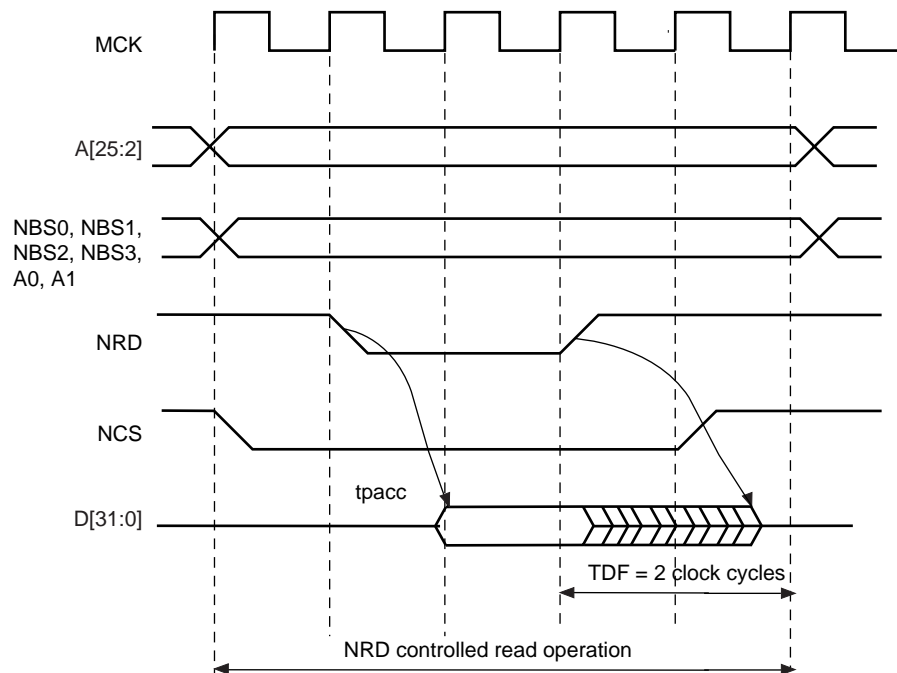 MCK
A[25:2]
NBS0, NBS1,
NBS2, NBS3,
A0, A1
NRD
NCS
tpacc
D[31:0]
TDF = 2 clock cycles
NRD controlled read operation